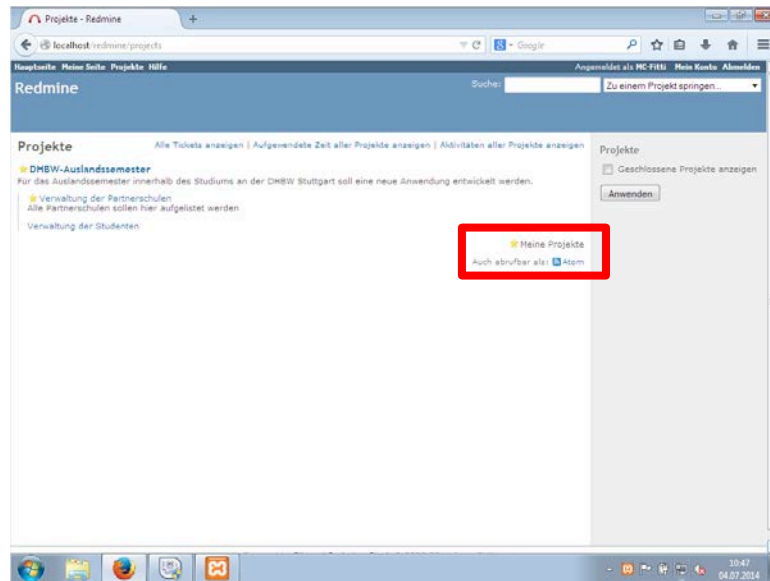 Projekte - Redmine
localhost/redmine/projects
Google
Hauptseite Meine Seite Projekte Hilfe
Angemeldet als MC-Fitti Mein Konto Abmelden
Redmine
Suche:
Zu einem Projekt springen...
Projekte
Alle Tickets anzeigen | Aufgewendete Zeit aller Projekte anzeigen | Aktivitäten aller Projekte anzeigen
DHBW-Auslandssemester
Für das Auslandssemester innerhalb des Studiums an der DHBW Stuttgart soll eine neue Anwendung entwickelt werden.
Verwaltung der Partnerschulen
Alle Partnerschulen sollen hier aufgelistet werden
Verwaltung der Studenten
Meine Projekte
Auch abrufbar als: Atom
Projekte
Geschlossene Projekte anzeigen
Anwenden
10:47
04.07.2014